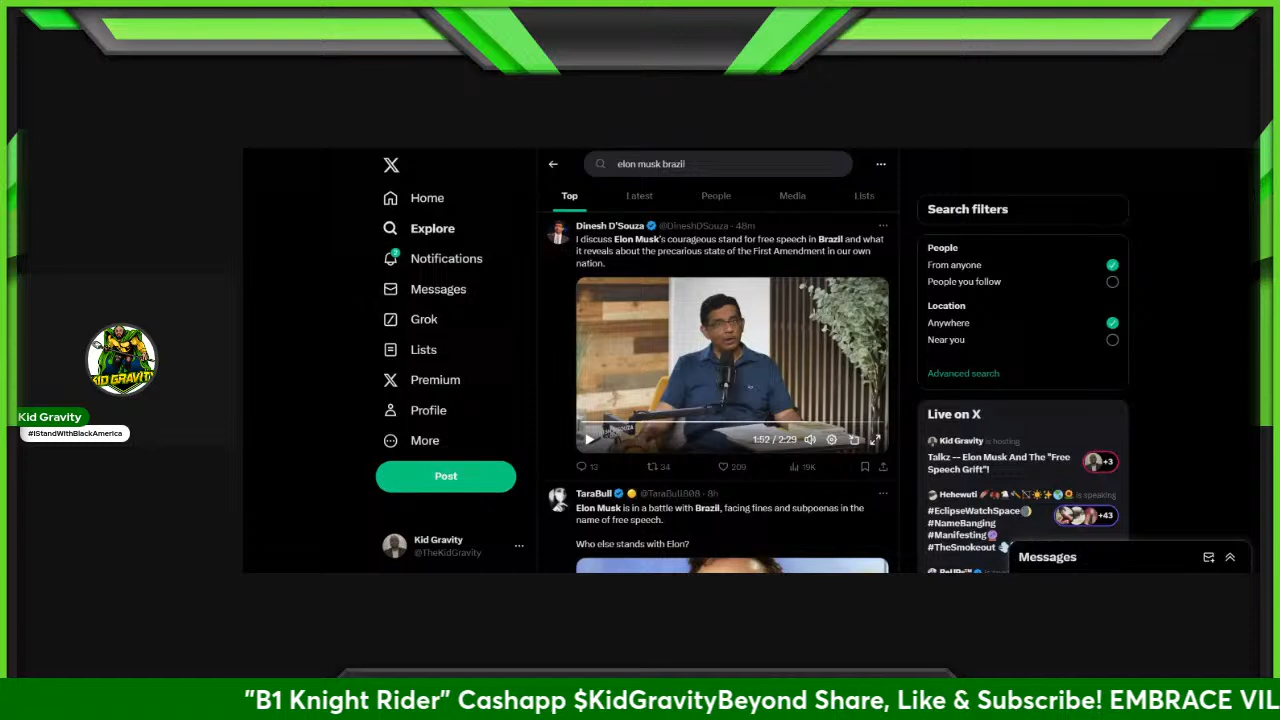 elon musk brazil
Top
Latest
People
Media
Lists
Home
Explore
2
Notifications
Messages
Grok
Lists
Premium
Profile
More
Post
Kid Gravity
@TheKidGravity
Dinesh D'Souza @DineshDSouza · 48m
I discuss Elon Musk's courageous stand for free speech in Brazil and what
it reveals about the precarious state of the First Amendment in our own
nation.
1:52 / 2:29
13
34
209
19K
TaraBull @TaraBull808 · 8h
Elon Musk is in a battle with Brazil, facing fines and subpoenas in the
name of free speech.
Who else stands with Elon?
Search filters
People
From anyone
People you follow
Location
Anywhere
Near you
Advanced search
Live on X
Kid Gravity is hosting
Talkz -- Elon Musk And The "Free
Speech Grift"!
+3
Hehewuti is speaking
#EclipseWatchSpace
#NameBanging
#Manifesting
#TheSmokeout
+43
Messages
KID GRAVITY
Kid Gravity
#IStandWithBlackAmerica
"B1 Knight Rider" Cashapp $KidGravityBeyond Share, Like & Subscribe! EMBRACE VIL